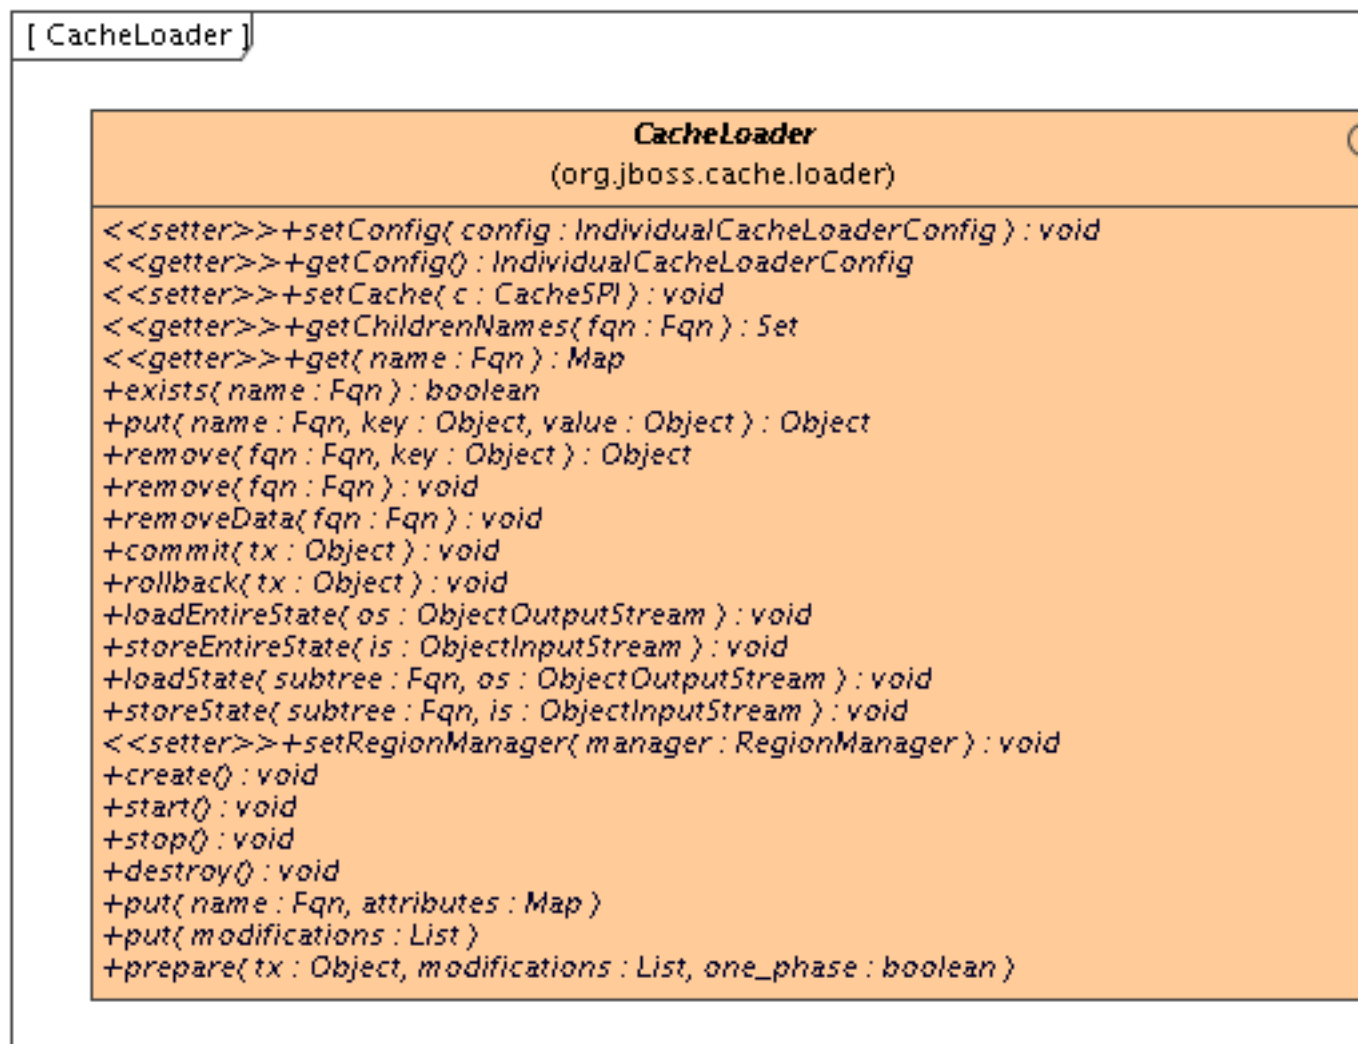 [ CacheLoader ]
CacheLoader
(org.jboss.cache.loader)
<<setter>>+setConfig( config : IndividualCacheLoaderConfig ) : void
<<getter>>+getConfig() : IndividualCacheLoaderConfig
<<setter>>+setCache( c : CacheSPI ) : void
<<getter>>+getChildrenNames( fqn : Fqn ) : Set
<<getter>>+get( name : Fqn ) : Map
+exists( name : Fqn ) : boolean
+put( name : Fqn, key : Object, value : Object ) : Object
+remove( fqn : Fqn, key : Object ) : Object
+remove( fqn : Fqn ) : void
+removeData( fqn : Fqn ) : void
+commit( tx : Object ) : void
+rollback( tx : Object ) : void
+loadEntireState( os : ObjectOutputStream ) : void
+storeEntireState( is : ObjectInputStream ) : void
+loadState( subtree : Fqn, os : ObjectOutputStream ) : void
+storeState( subtree : Fqn, is : ObjectInputStream ) : void
<<setter>>+setRegionManager( manager : RegionManager ) : void
+create() : void
+start() : void
+stop() : void
+destroy() : void
+put( name : Fqn, attributes : Map )
+put( modifications : List )
+prepare( tx : Object, modifications : List, one_phase : boolean )